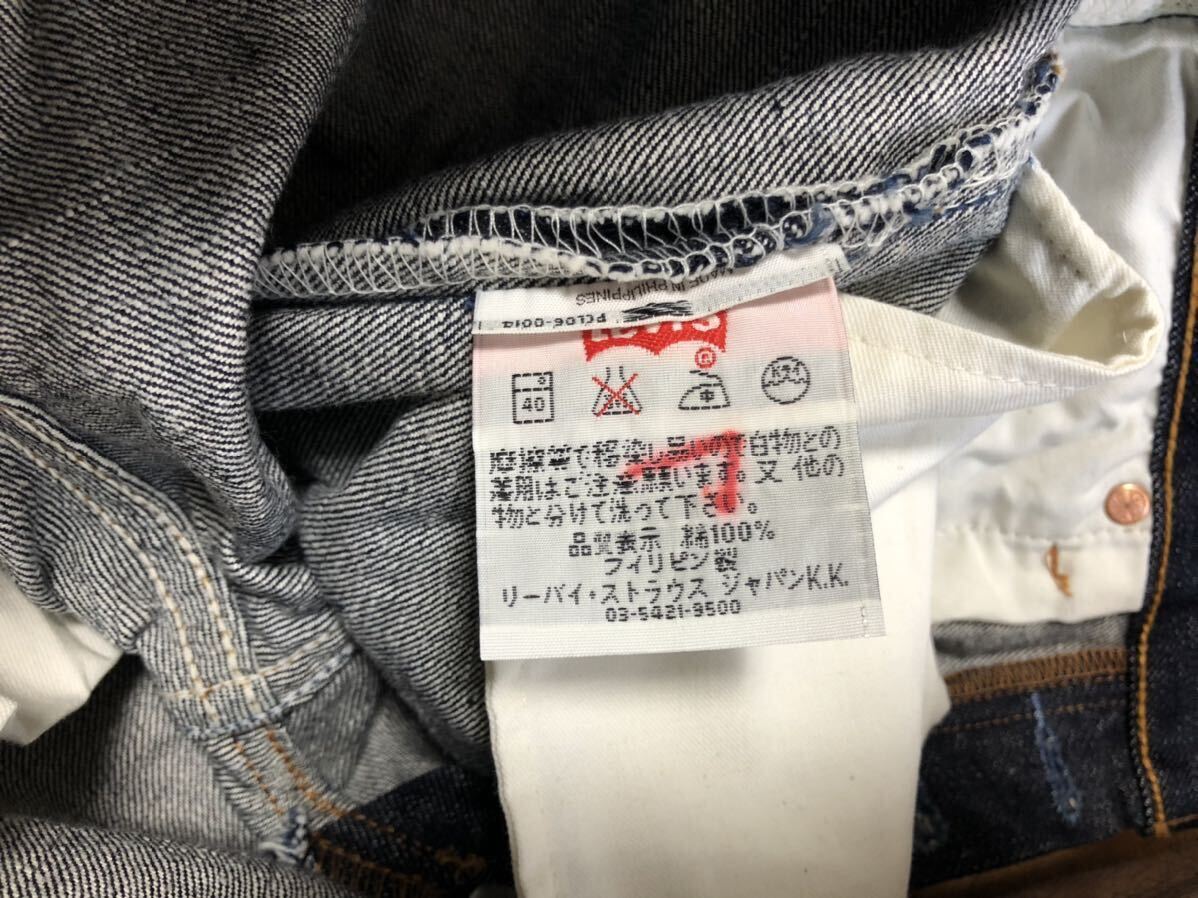 MADE IN PHILIPPINES
PCL06-0014
®
40
中
摩擦等で移染し易いので白物との
着用はご注意願います。又 他の
物と分けて洗って下さい。
品質表示 綿100%
フィリピン製
リーバイ・ストラウス ジャパンK.K.
03-5421-9500